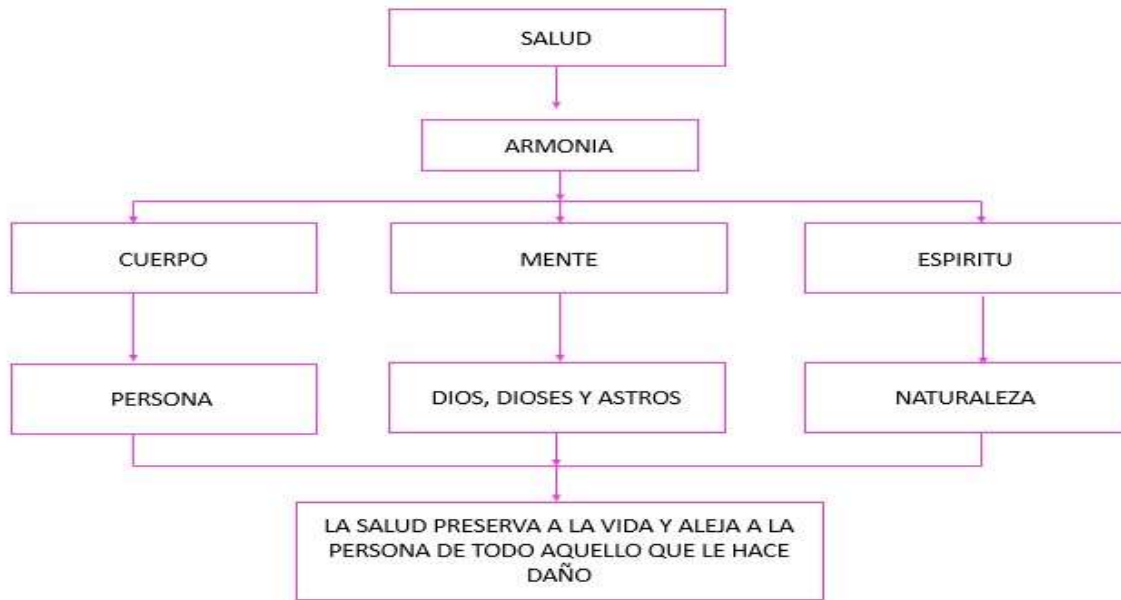 SALUD
ARMONIA
CUERPO
MENTE
ESPIRITU
PERSONA
DIOS, DIOSES Y ASTROS
NATURALEZA
LA SALUD PRESERVA A LA VIDA Y ALEJA A LA
PERSONA DE TODO AQUELLO QUE LE HACE
DAÑO